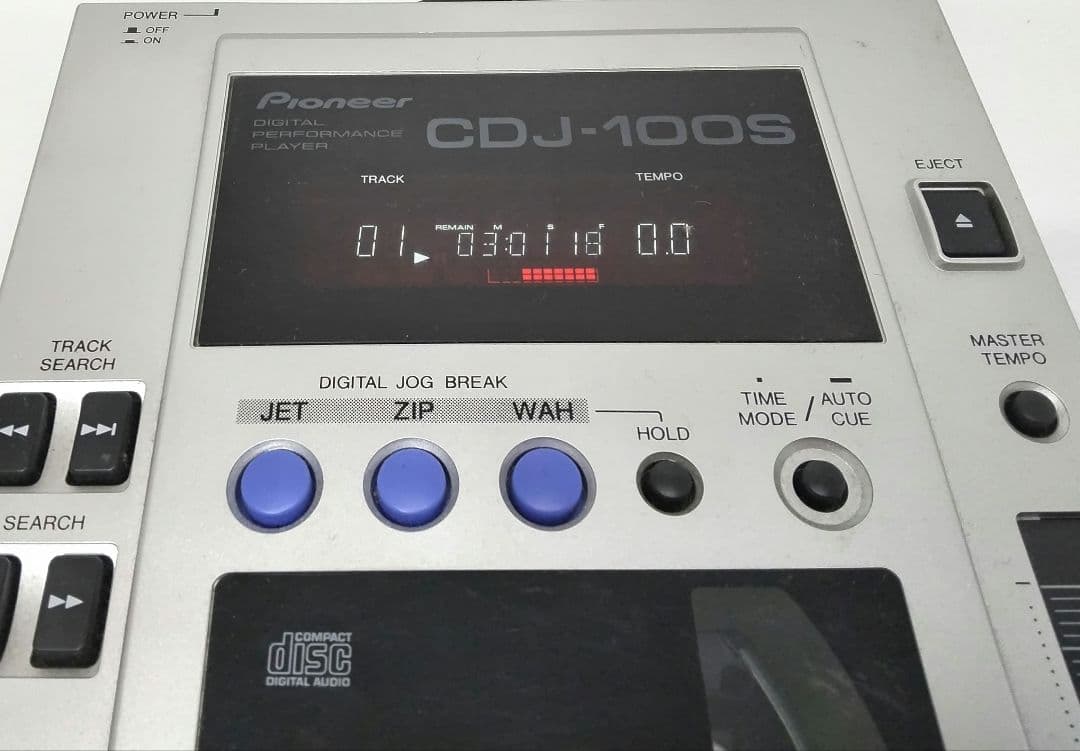 POWER
OFF
ON
Pioneer
DIGITAL
PERFORMANCE
PLAYER
CDJ-100S
TRACK
TEMPO
REMAIN M S F
01 03:01 18 0.0
EJECT
MASTER
TEMPO
TRACK
SEARCH
DIGITAL JOG BREAK
JET ZIP WAH
HOLD
TIME
MODE / AUTO
CUE
SEARCH
COMPACT
disc
DIGITAL AUDIO